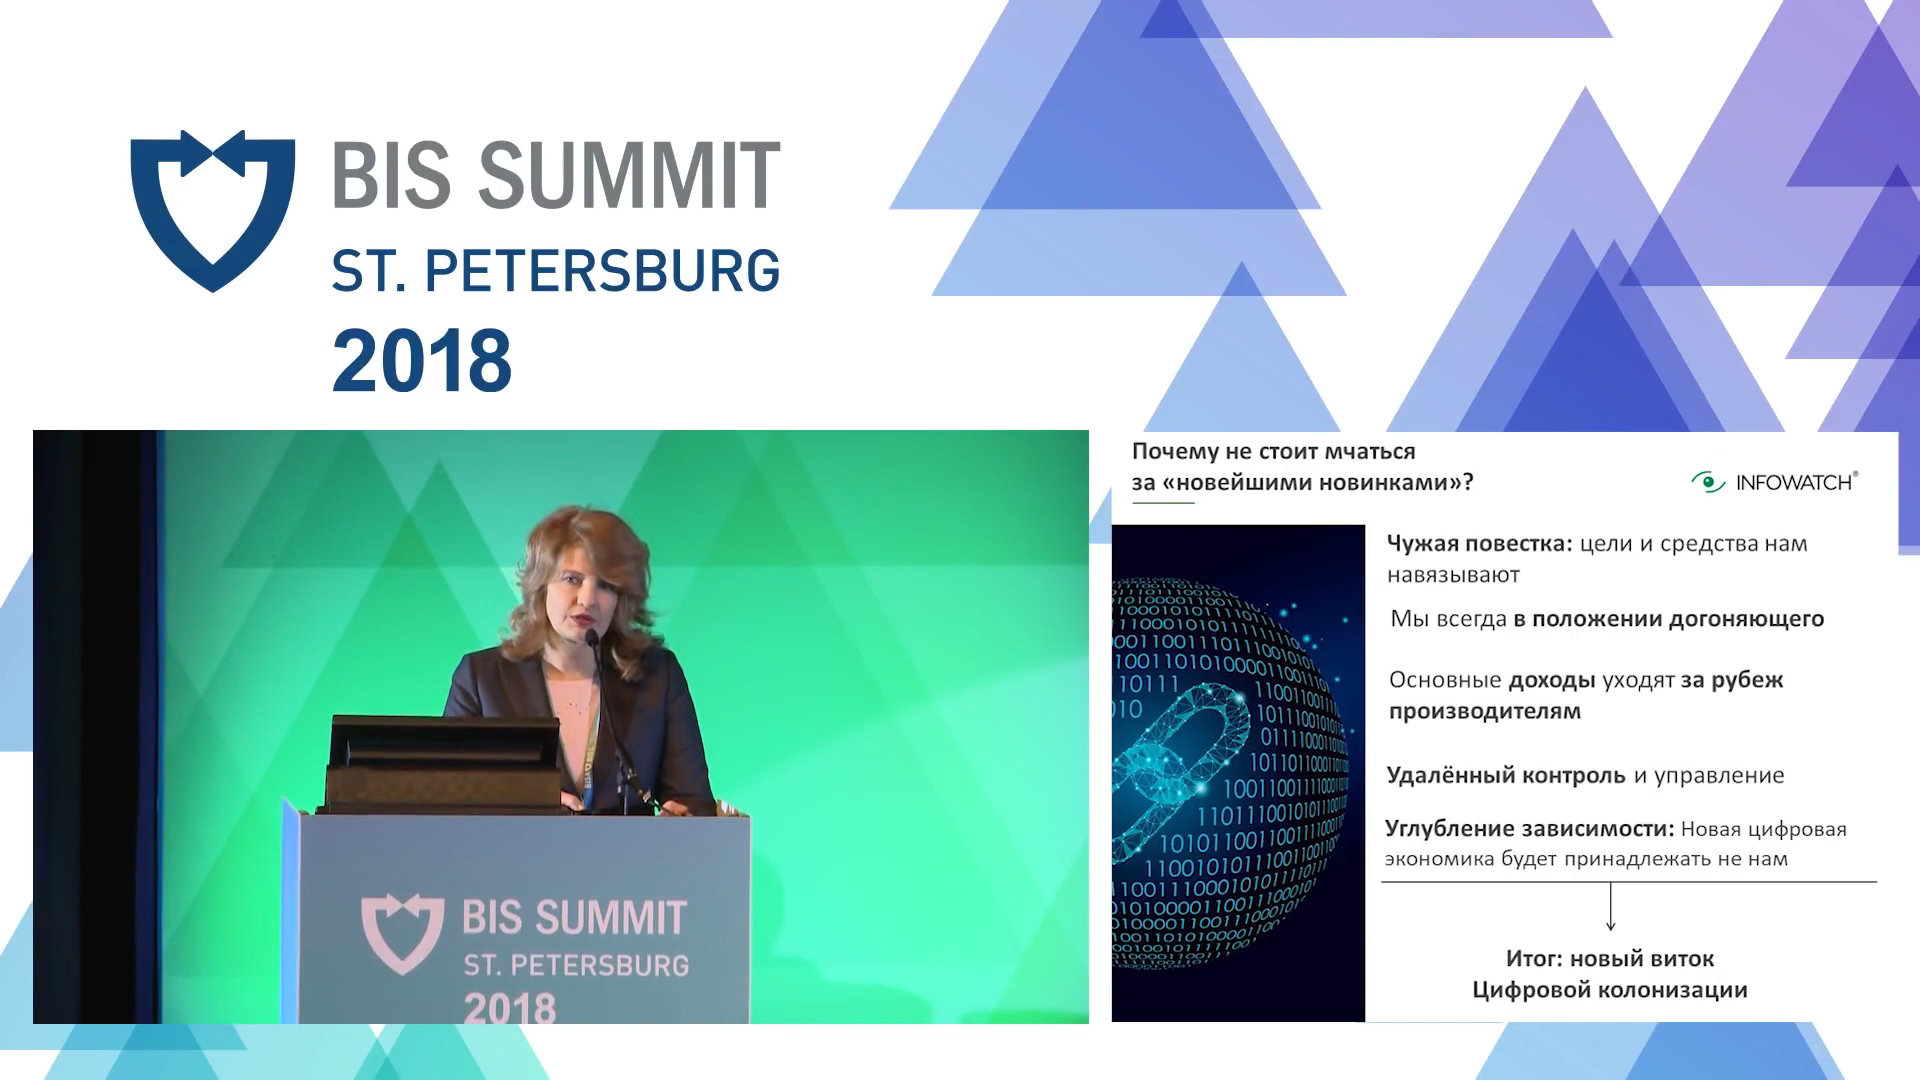 BIS SUMMIT
ST. PETERSBURG
2018
BIS SUMMIT
ST. PETERSBURG
2018
Почему не стоит мчаться
за «новейшими новинками»?
INFOWATCH®
Чужая повестка: цели и средства нам
навязывают
Мы всегда в положении догоняющего
Основные доходы уходят за рубеж
производителям
Удалённый контроль и управление
Углубление зависимости: Новая цифровая
экономика будет принадлежать не нам
Итог: новый виток
Цифровой колонизации